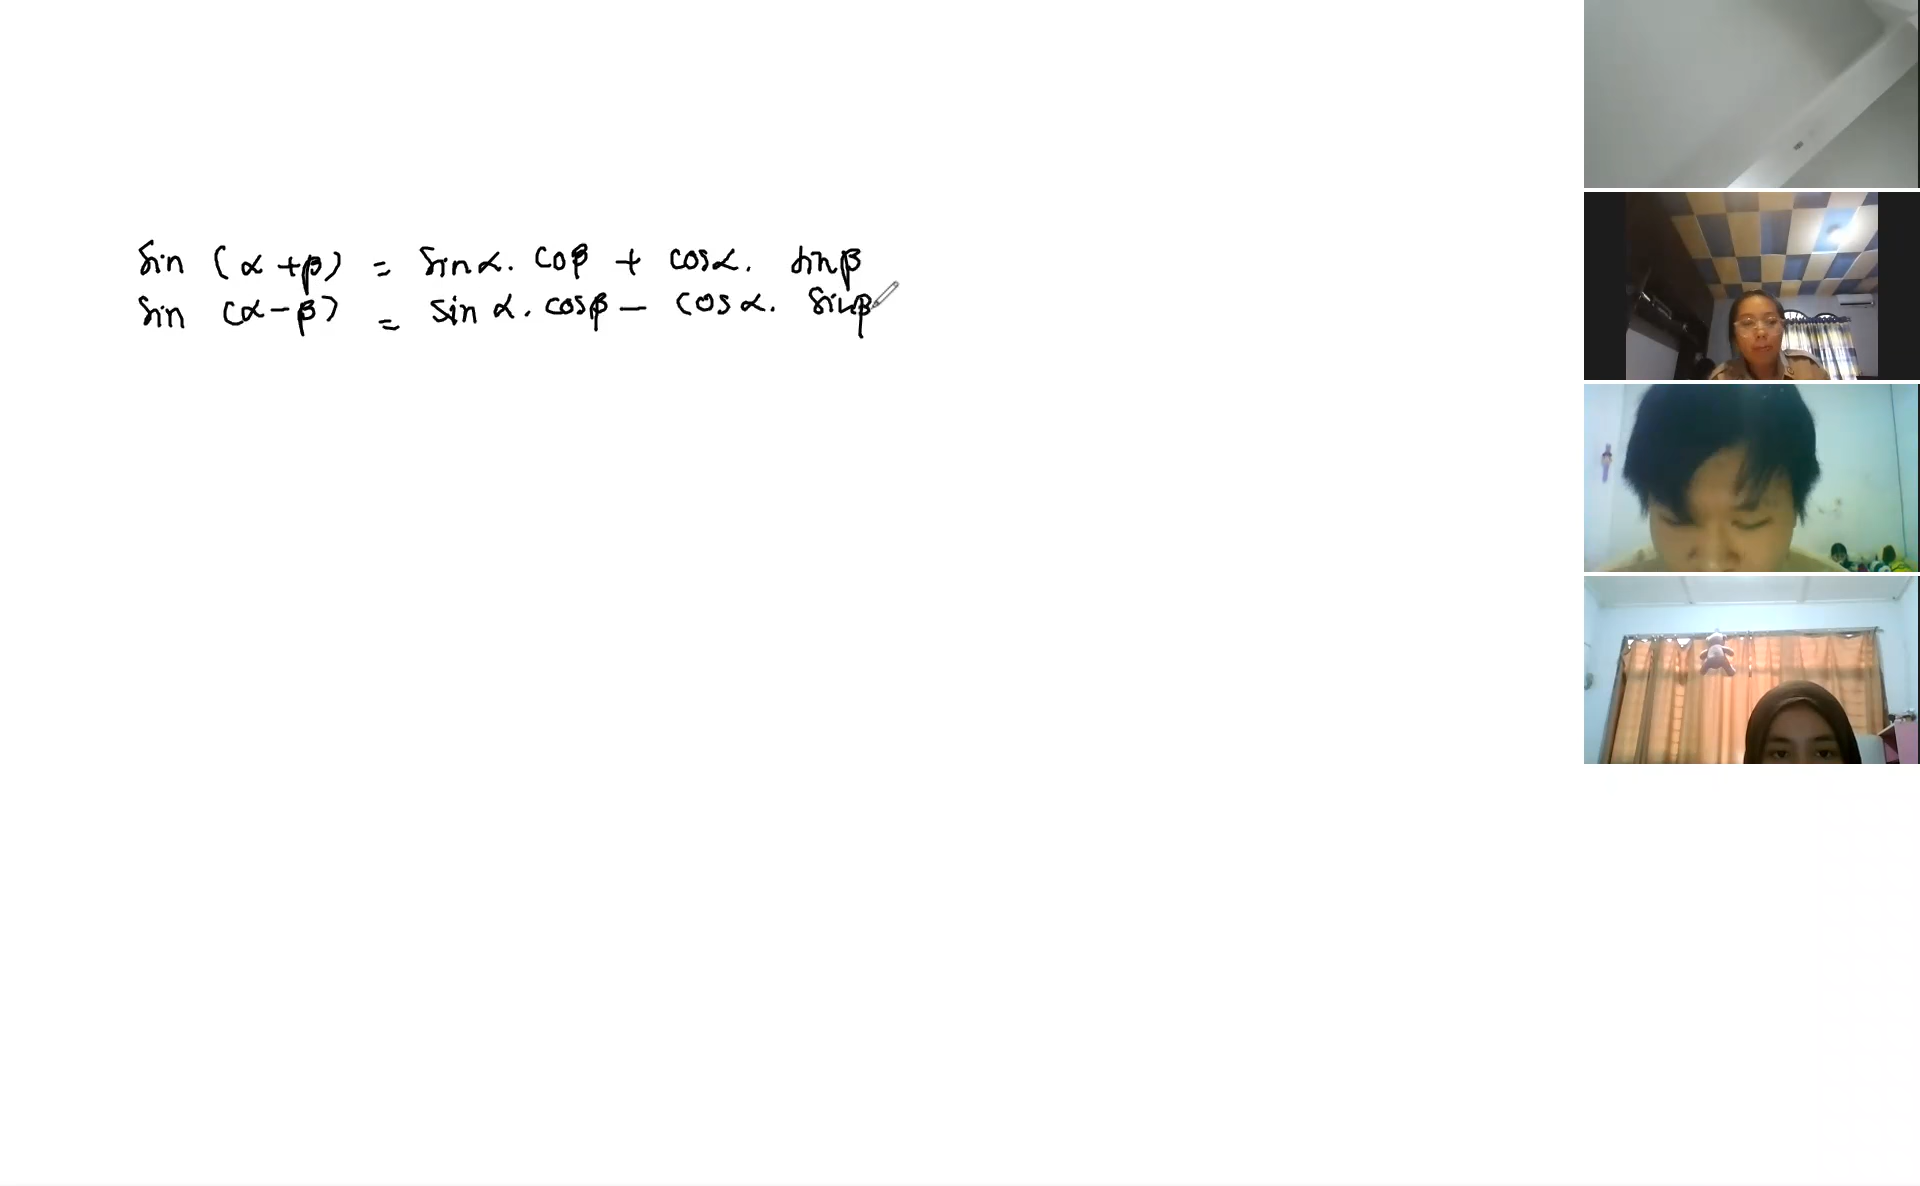 sin (α+β) = sinα. coβ + cosα. sinβ
sin (α-β) = sin α. cosβ - cos α. sinβ